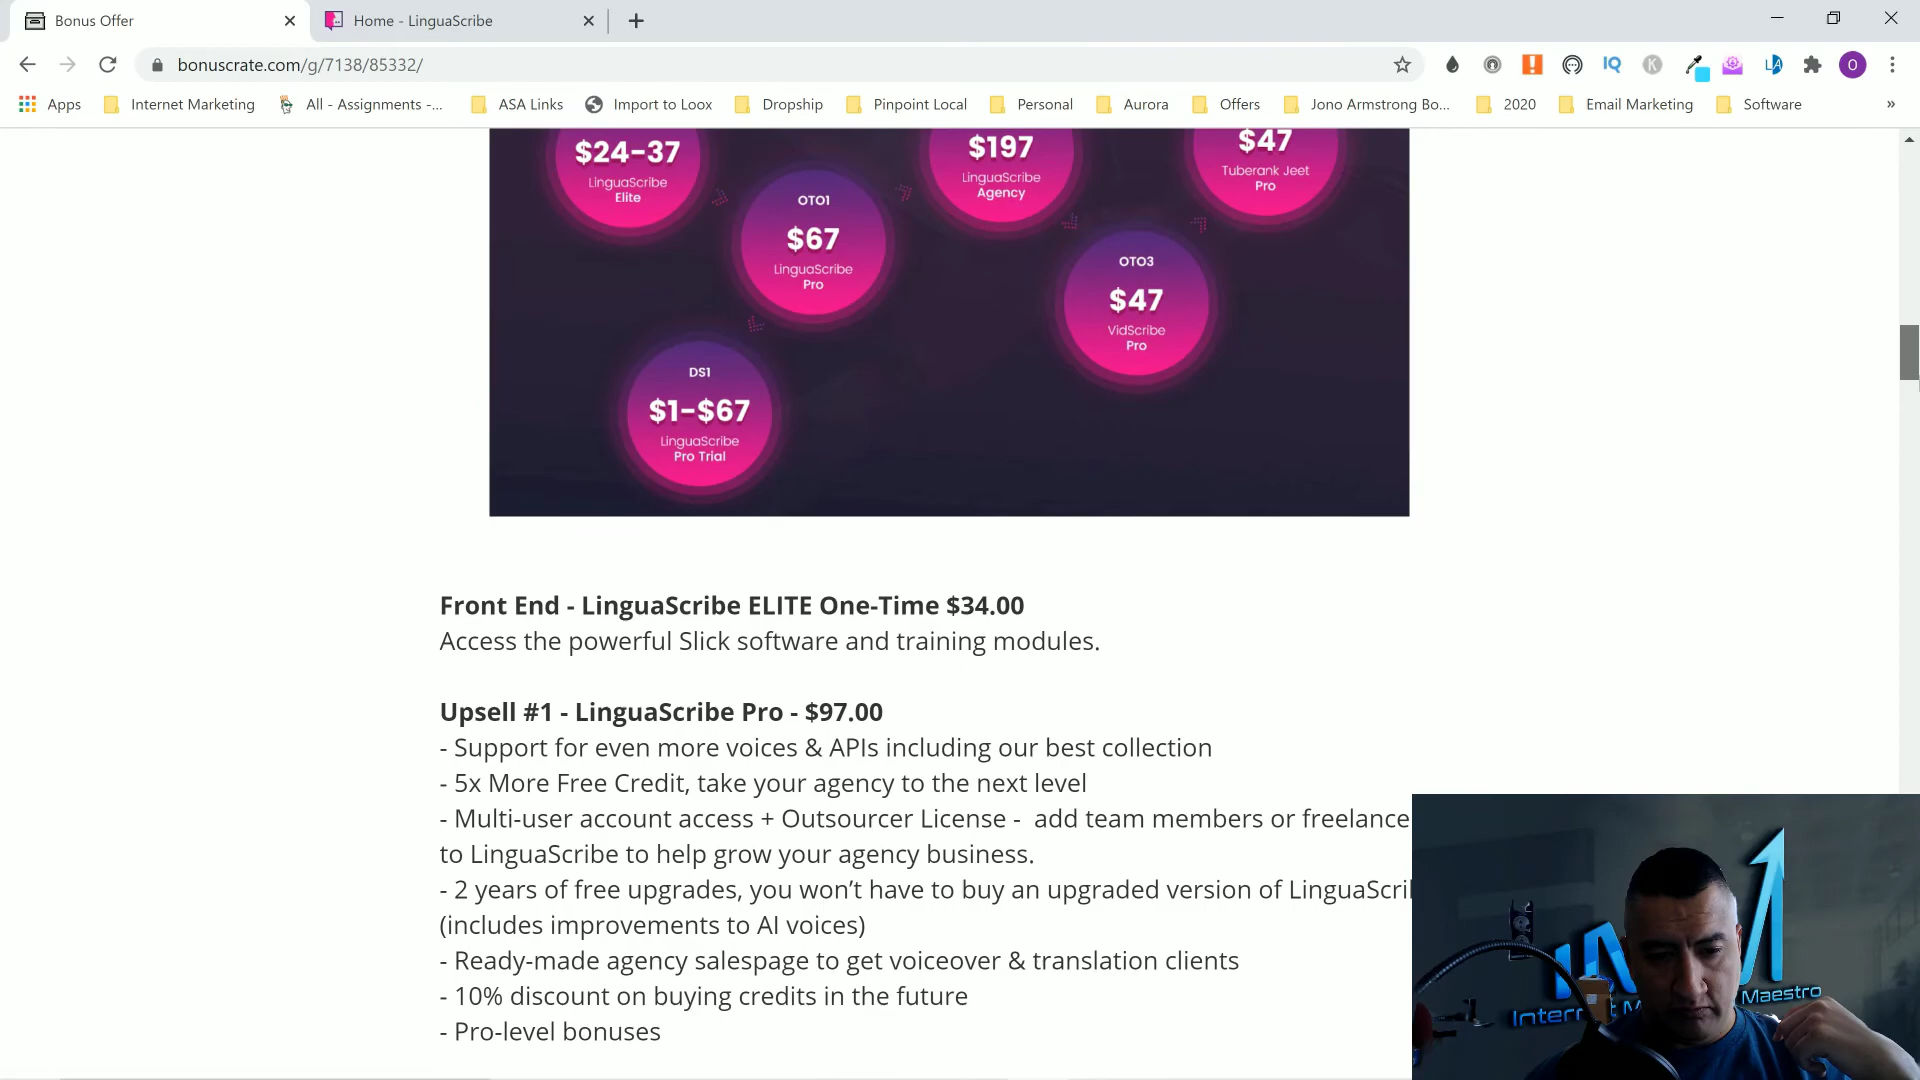 Bonus Offer
Home - LinguaScribe
bonuscrate.com/g/7138/85332/
Apps
Internet Marketing
All - Assignments -...
ASA Links
Import to Loox
Dropship
Pinpoint Local
Personal
Aurora
Offers
Jono Armstrong Bo...
2020
Email Marketing
Software
»
$24-37
LinguaScribe
Elite
OTO1
$67
LinguaScribe
Pro
$197
LinguaScribe
Agency
$47
Tuberank Jeet
Pro
OTO3
$47
VidScribe
Pro
DS1
$1-$67
LinguaScribe
Pro Trial
Front End - LinguaScribe ELITE One-Time $34.00
Access the powerful Slick software and training modules.
Upsell #1 - LinguaScribe Pro - $97.00
- Support for even more voices & APIs including our best collection
- 5x More Free Credit, take your agency to the next level
- Multi-user account access + Outsourcer License - add team members or freelance
to LinguaScribe to help grow your agency business.
- 2 years of free upgrades, you won’t have to buy an upgraded version of LinguaScri
(includes improvements to AI voices)
- Ready-made agency salespage to get voiceover & translation clients
- 10% discount on buying credits in the future
- Pro-level bonuses
Maestro